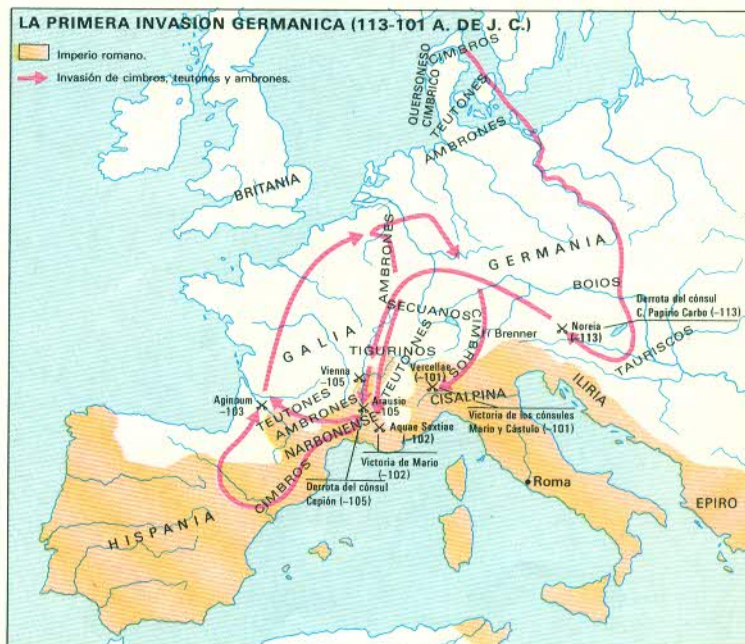 LA PRIMERA INVASION GERMANICA (113-101 A. DE J. C.)
Imperio romano.
Invasión de cimbros, teutones y ambrones.
CIMBROS
QUERSONESO
CIMBRICO
TEUTONES
AMBRONES
BRITANIA
AMBRONES
GERMANIA
BOIOS
SECUANOS
Derrota del cónsul
C. Papirio Carbo (-113)
GALIA
CIMBROS
Brenner
Noreia
(-113)
TAURISCOS
TIGURINOS
TEUTONES
Vienna
-105
Vercellae
(-101)
ILIRIA
Aginnum
-103
CISALPINA
TEUTONES
AMBRONES
Arausio
-105
NARBONENSE
Aquae Sextiae
(-102)
Victoria de los cónsules
Mario y Cástulo (-101)
Victoria de Mario
(-102)
CIMBROS
Derrota del cónsul
Cepión (-105)
Roma
EPIRO
HISPANIA